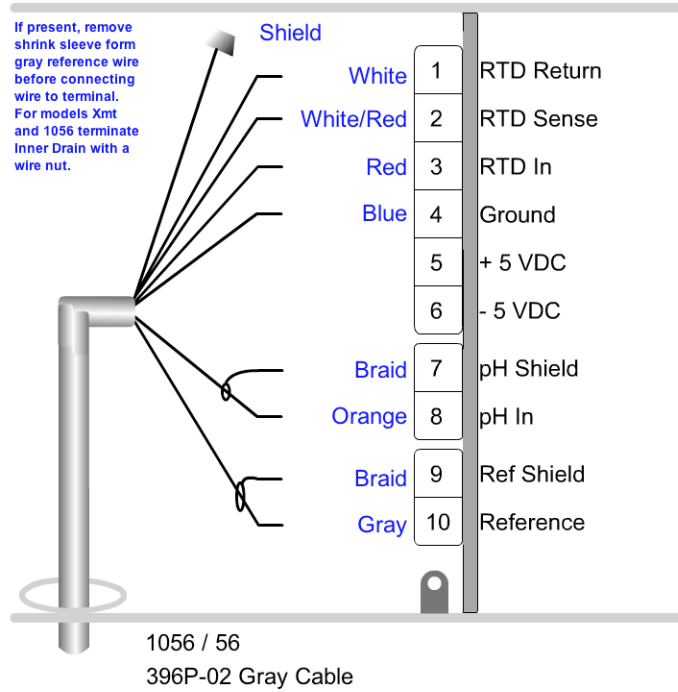 If present, remove
shrink sleeve form
gray reference wire
before connecting
wire to terminal.
For models Xmt
and 1056 terminate
Inner Drain with a
wire nut.
Shield
White 1 RTD Return
White/Red 2 RTD Sense
Red 3 RTD In
Blue 4 Ground
5 + 5 VDC
6 - 5 VDC
Braid 7 pH Shield
Orange 8 pH In
Braid 9 Ref Shield
Gray 10 Reference
1056 / 56
396P-02 Gray Cable